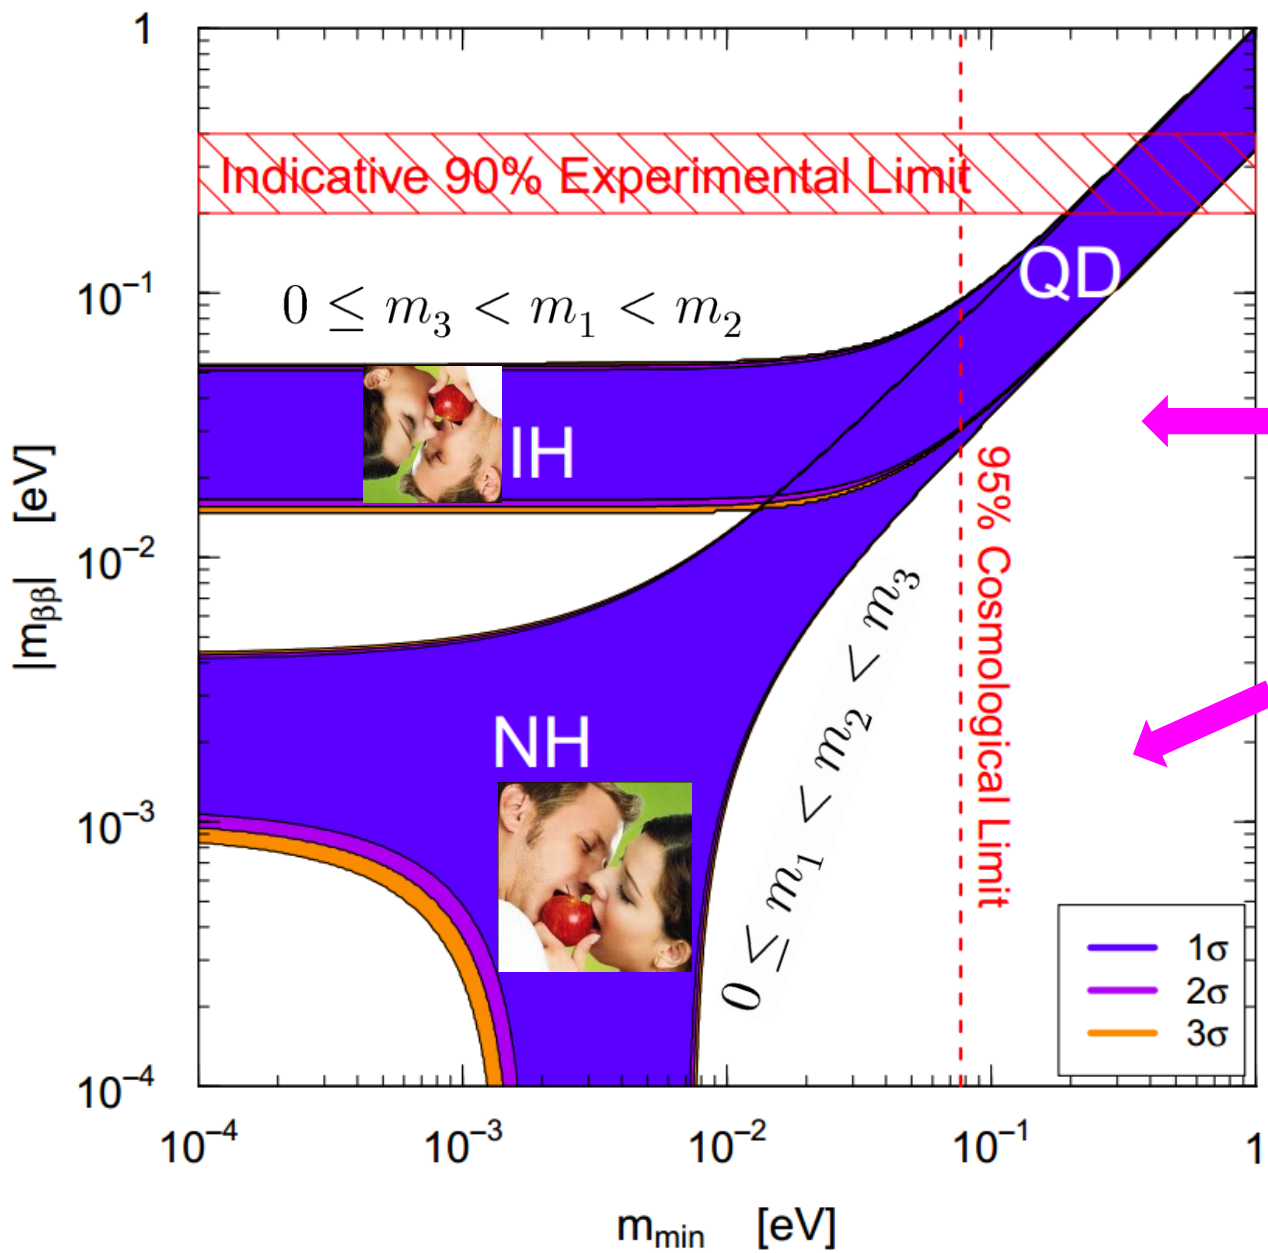 1
Indicative 90% Experimental Limit
QD
10⁻¹
0 ≤ m₃ < m₁ < m₂
IH
|mββ| [eV]
95% Cosmological Limit
10⁻²
0 ≤ m₁ < m₂ < m₃
NH
10⁻³
1σ
2σ
3σ
10⁻⁴
10⁻⁴ 10⁻³ 10⁻² 10⁻¹ 1
mmin [eV]